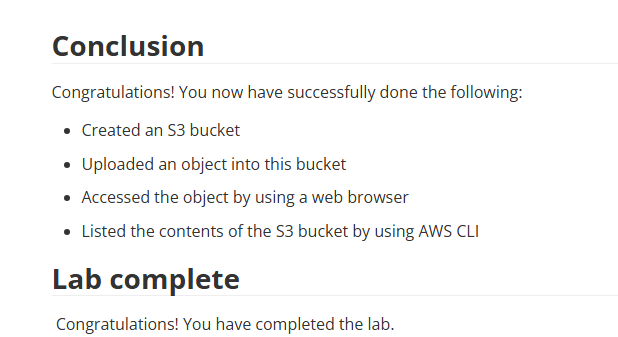 Conclusion
Congratulations! You now have successfully done the following:
• Created an S3 bucket
• Uploaded an object into this bucket
• Accessed the object by using a web browser
• Listed the contents of the S3 bucket by using AWS CLI
Lab complete
Congratulations! You have completed the lab.